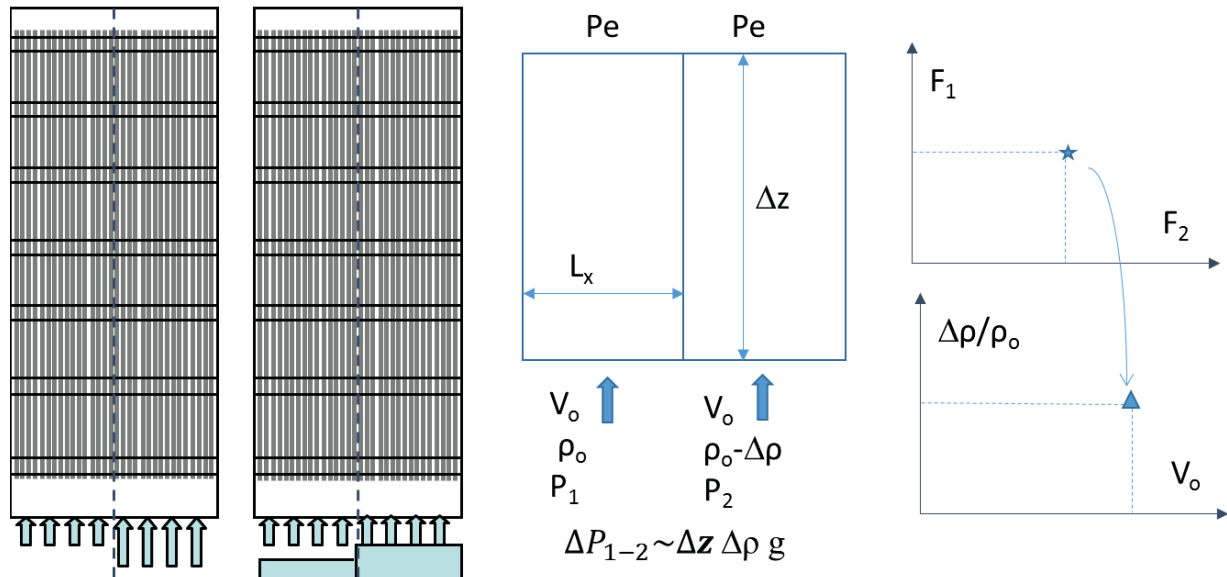 Pe Pe
Δz
Lₓ
Vₒ Vₒ
ρₒ ρₒ-Δρ
P₁ P₂
ΔP₁₋₂~Δz Δρ g
F₁
F₂
Δρ/ρₒ
Vₒ